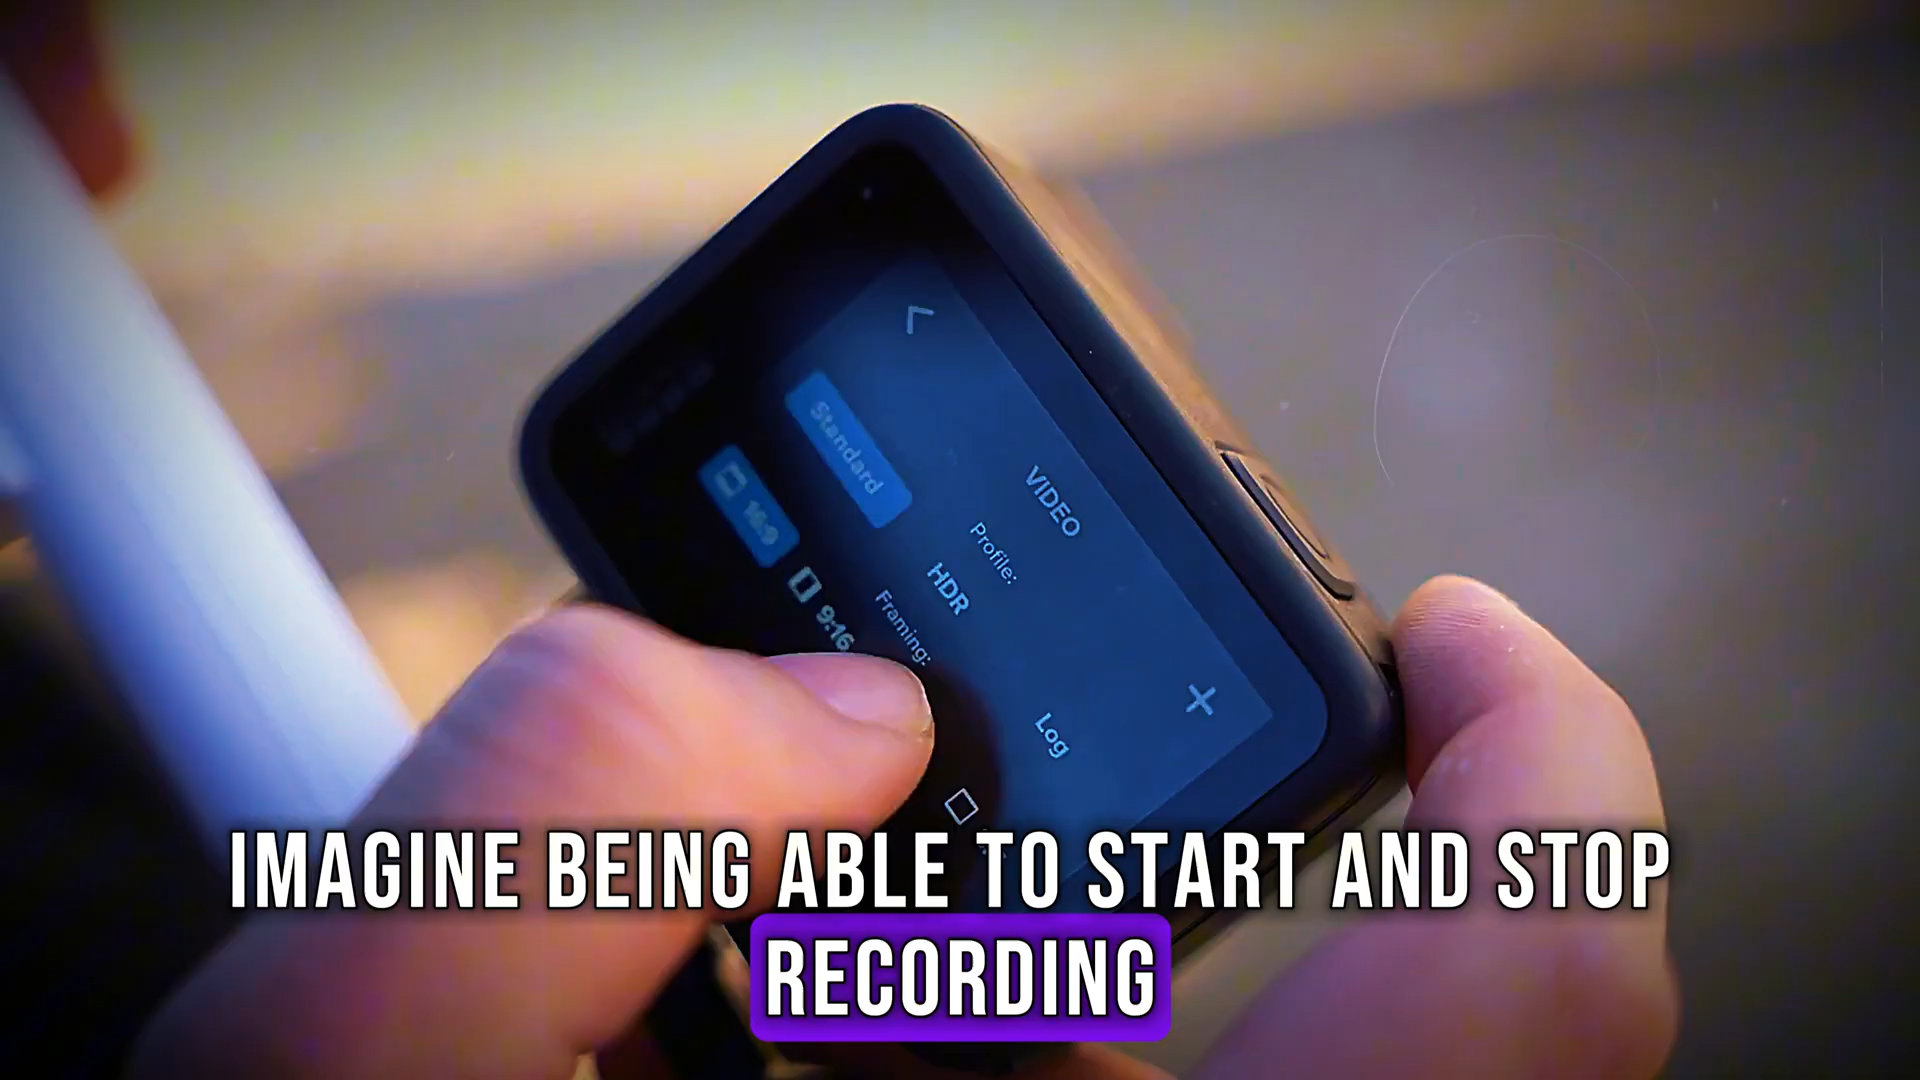 VIDEO
Profile:
Standard
HDR
Log
Framing:
16:9
9:16
IMAGINE BEING ABLE TO START AND STOP
RECORDING